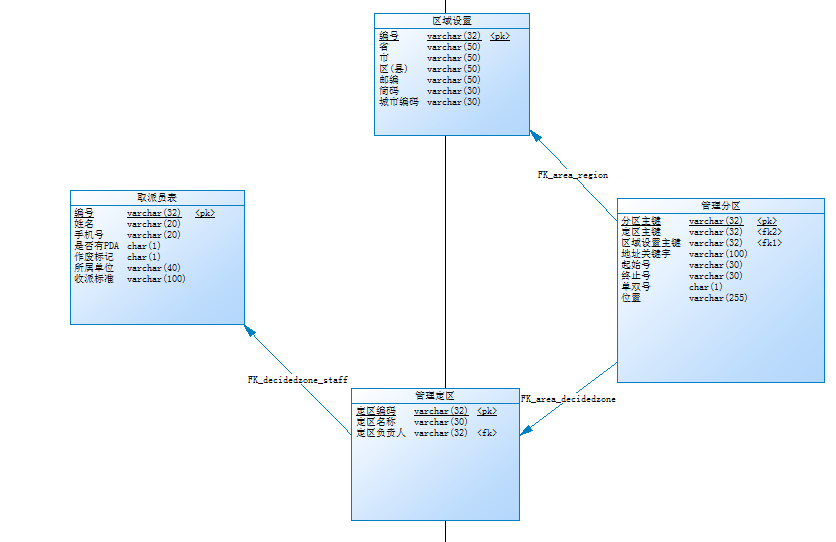 区域设置
编号 varchar(32) <pk>
省 varchar(50)
市 varchar(50)
区(县) varchar(50)
邮编 varchar(50)
简码 varchar(30)
城市编码 varchar(30)
FK_area_region
取派员表
编号 varchar(32) <pk>
姓名 varchar(20)
手机号 varchar(20)
是否有PDA char(1)
作废标记 char(1)
所属单位 varchar(40)
收派标准 varchar(100)
管理分区
分区主键 varchar(32) <pk>
定区主键 varchar(32) <fk2>
区域设置主键 varchar(32) <fk1>
地址关键字 varchar(100)
起始号 varchar(30)
终止号 varchar(30)
单双号 char(1)
位置 varchar(255)
FK_decidedzone_staff
FK_area_decidedzone
管理定区
定区编码 varchar(32) <pk>
定区名称 varchar(30)
定区负责人 varchar(32) <fk>